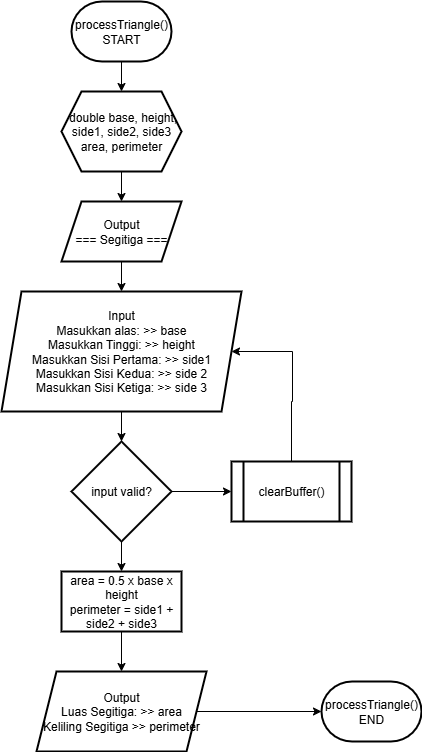 processTriangle()
START
double base, height,
side1, side2, side3
area, perimeter
Output
=== Segitiga ===
Input
Masukkan alas: >> base
Masukkan Tinggi: >> height
Masukkan Sisi Pertama: >> side1
Masukkan Sisi Kedua: >> side 2
Masukkan Sisi Ketiga: >> side 3
input valid?
clearBuffer()
area = 0.5 x base x
height
perimeter = side1 +
side2 + side3
Output
Luas Segitiga: >> area
Keliling Segitiga >> perimeter
processTriangle()
END